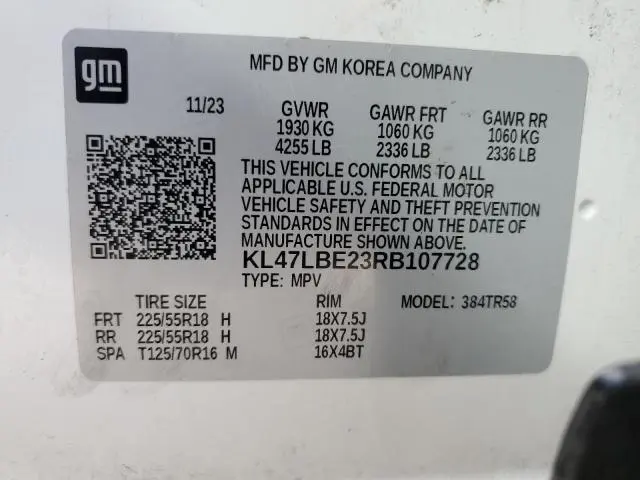 gm
MFD BY GM KOREA COMPANY
11/23 GVWR GAWR FRT GAWR RR
1930 KG 1060 KG 1060 KG
4255 LB 2336 LB 2336 LB
THIS VEHICLE CONFORMS TO ALL
APPLICABLE U.S. FEDERAL MOTOR
VEHICLE SAFETY AND THEFT PREVENTION
STANDARDS IN EFFECT ON THE DATE OF
MANUFACTURE SHOWN ABOVE.
KL47LBE23RB107728
TYPE: MPV
TIRE SIZE RIM MODEL: 384TR58
FRT 225/55R18 H 18X7.5J
RR 225/55R18 H 18X7.5J
SPA T125/70R16 M 16X4BT